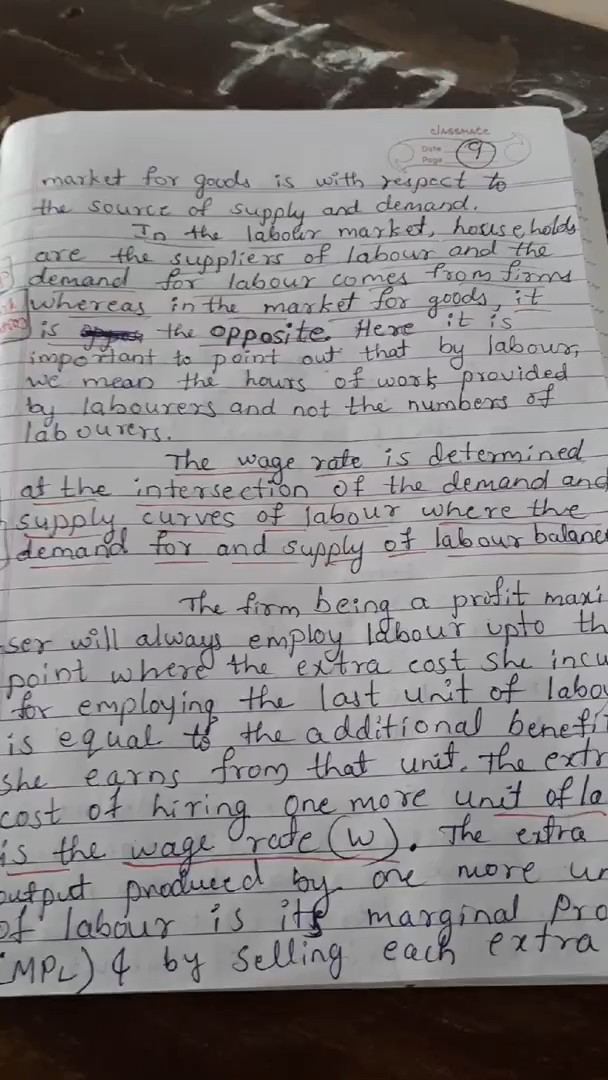 classmate
Date
Page 9
market for goods is with respect to
the source of supply and demand.
In the labour market, households
are the suppliers of labour and the
demand for labour comes from firms
whereas in the market for goods, it
is the opposite. Here it is
important to point out that by labour,
we mean the hours of work provided
by labourers and not the numbers of
labourers.
The wage rate is determined
at the intersection of the demand and
supply curves of labour where the
demand for and supply of labour balance
The firm being a profit maxi
ser will always employ labour upto th
point where the extra cost she incu
for employing the last unit of labou
is equal to the additional benefi
she earns from that unit. The extr
cost of hiring one more unit of la
is the wage rate (W). The extra
output produced by one more un
of labour is its marginal pro
(MPL) & by selling each extra